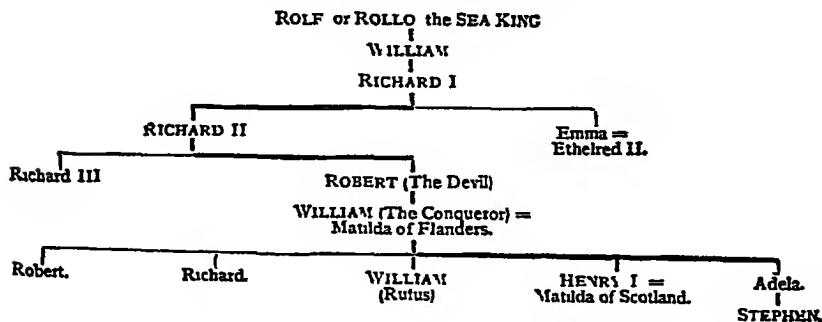 ROLF or ROLLO the SEA KING
WILLIAM
RICHARD I
RICHARD II
Emma =
Ethelred II.
Richard III
ROBERT (The Devil)
WILLIAM (The Conqueror) =
Matilda of Flanders.
Robert.
Richard.
WILLIAM
(Rufus)
HENRY I =
Matilda of Scotland.
Adela.
STEPHEN.